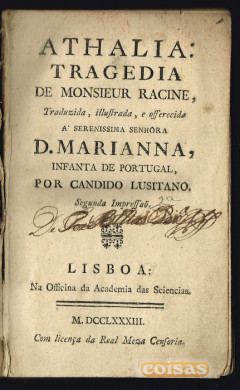 ATHALIA:
TRAGEDIA
DE MONSIEUR RACINE,
Traduzida, illustrada, e offerecida
A' SERENISSIMA SENHÓRA
D. MARIANNA,
INFANTA DE PORTUGAL,
POR CANDIDO LUSITANO.
Segunda Impressaõ.
LISBOA:
Na Officina da Academia das Sciencias.
M. DCCLXXXIII.
Com licença da Real Meza Censoria.
coisas